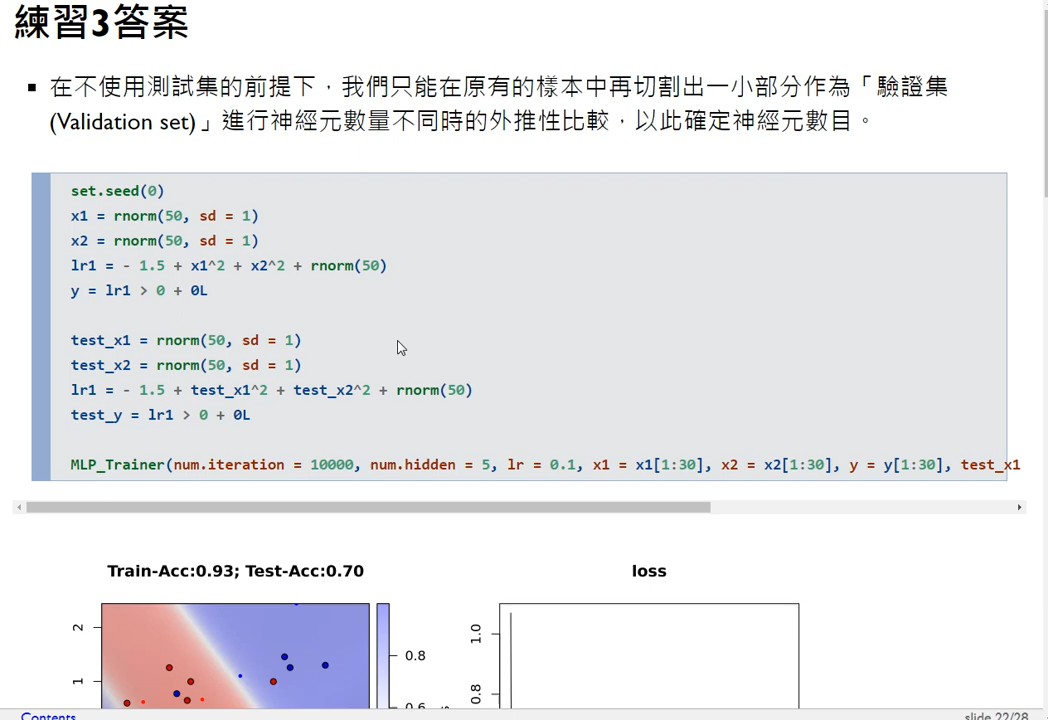 練習3答案
▪ 在不使用測試集的前提下，我們只能在原有的樣本中再切割出一小部分作為「驗證集
(Validation set)」進行神經元數量不同時的外推性比較，以此確定神經元數目。
set.seed(0)
x1 = rnorm(50, sd = 1)
x2 = rnorm(50, sd = 1)
lr1 = - 1.5 + x1^2 + x2^2 + rnorm(50)
y = lr1 > 0 + 0L
test_x1 = rnorm(50, sd = 1)
test_x2 = rnorm(50, sd = 1)
lr1 = - 1.5 + test_x1^2 + test_x2^2 + rnorm(50)
test_y = lr1 > 0 + 0L
MLP_Trainer(num.iteration = 10000, num.hidden = 5, lr = 0.1, x1 = x1[1:30], x2 = x2[1:30], y = y[1:30], test_x1
Train-Acc:0.93; Test-Acc:0.70
loss
2
1
0.8
0.6
1.0
0.8
Contents
slide 22/28